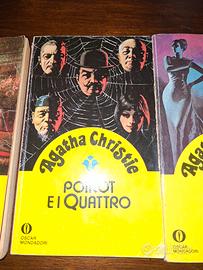 Agatha Christie
POIROT
E I QUATTRO
OSCAR
MONDADORI
OSCAR
MONDADORI